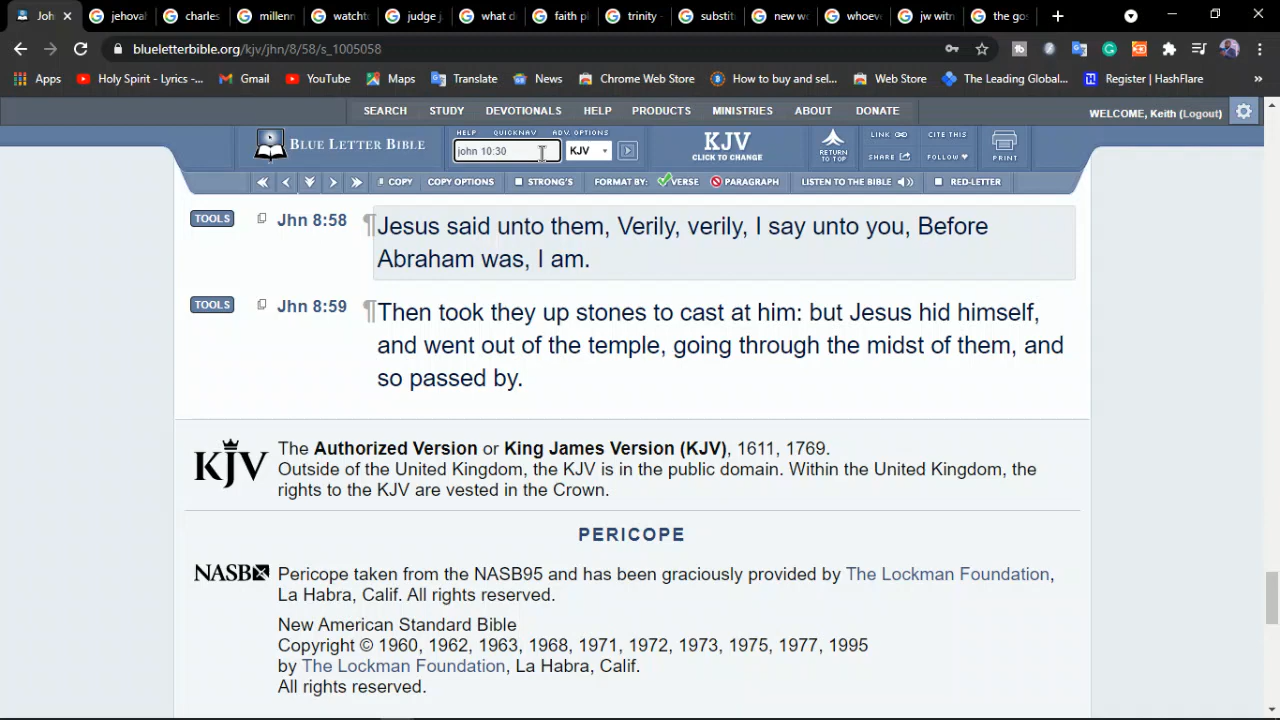 Joh
jehoval
charles
millenn
watchto
judge j
what d
faith pl
trinity -
substit
new wo
whoeve
jw witn
the gos
blueletterbible.org/kjv/jhn/8/58/s_1005058
Apps
Holy Spirit - Lyrics -...
Gmail
YouTube
Maps
Translate
News
Chrome Web Store
How to buy and sel...
Web Store
The Leading Global...
Register | HashFlare
»
SEARCH STUDY DEVOTIONALS HELP PRODUCTS MINISTRIES ABOUT DONATE
WELCOME, Keith (Logout)
BLUE LETTER BIBLE
HELP QUICKNAV ADV. OPTIONS
john 10:30 KJV
KJV
CLICK TO CHANGE
RETURN
TO TOP
LINK CITE THIS
SHARE FOLLOW
PRINT
COPY COPY OPTIONS STRONG'S FORMAT BY: VERSE PARAGRAPH LISTEN TO THE BIBLE RED-LETTER
TOOLS Jhn 8:58 ¶Jesus said unto them, Verily, verily, I say unto you, Before
Abraham was, I am.
TOOLS Jhn 8:59 ¶Then took they up stones to cast at him: but Jesus hid himself,
and went out of the temple, going through the midst of them, and
so passed by.
KJV
The Authorized Version or King James Version (KJV), 1611, 1769.
Outside of the United Kingdom, the KJV is in the public domain. Within the United Kingdom, the
rights to the KJV are vested in the Crown.
PERICOPE
NASB Pericope taken from the NASB95 and has been graciously provided by The Lockman Foundation,
La Habra, Calif. All rights reserved.
New American Standard Bible
Copyright © 1960, 1962, 1963, 1968, 1971, 1972, 1973, 1975, 1977, 1995
by The Lockman Foundation, La Habra, Calif.
All rights reserved.